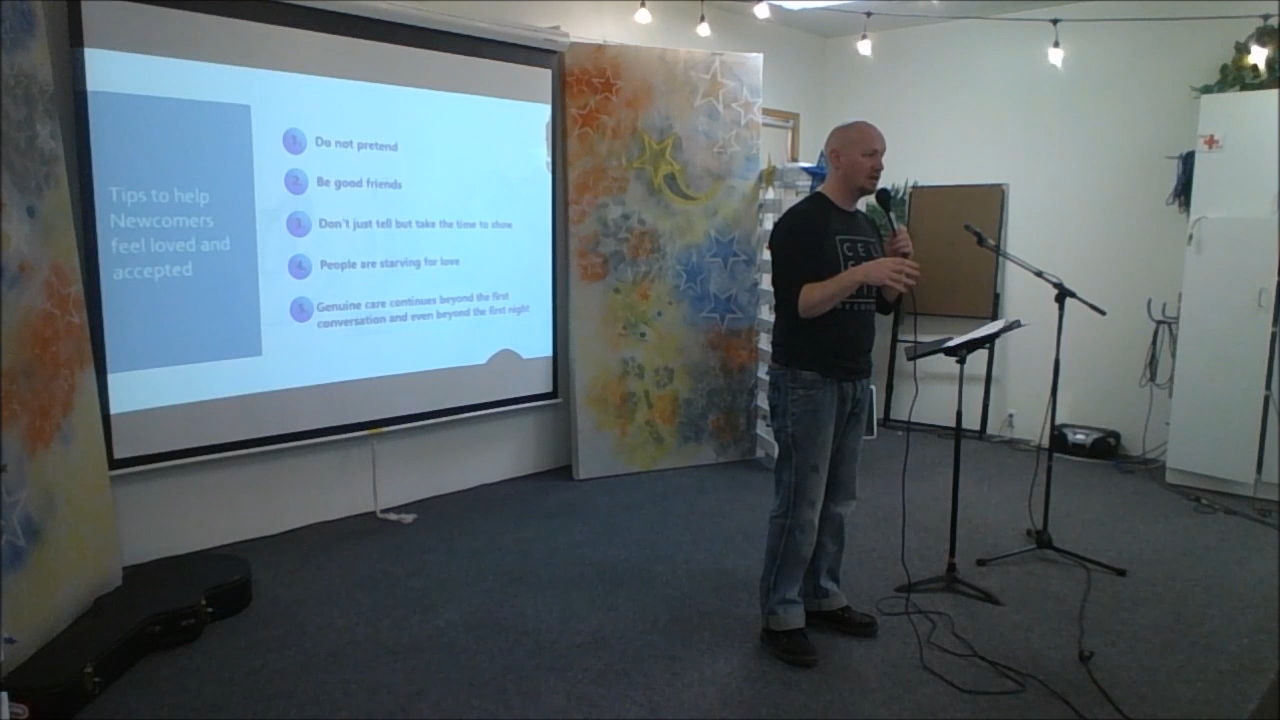 Tips to help
Newcomers
feel loved and
accepted
1. Do not pretend
2. Be good friends
3. Don't just tell but take the time to show
4. People are starving for love
5. Genuine care continues beyond the first
conversation and even beyond the first night